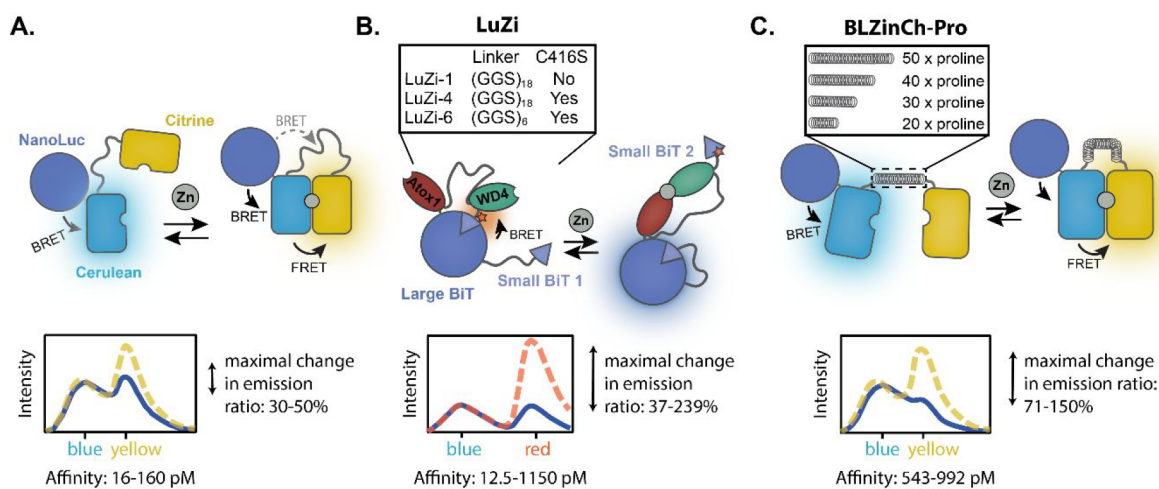 A.
NanoLuc
Citrine
BRET
Zn
BRET
BRET
Cerulean
FRET
Intensity
blue yellow
maximal change
in emission
ratio: 30-50%
Affinity: 16-160 pM
B.
LuZi
Linker C416S
LuZi-1 (GGS)₁₈ No
LuZi-4 (GGS)₁₈ Yes
LuZi-6 (GGS)₆ Yes
Atox1
WD4
BRET
Zn
Small BiT 2
Large BiT
Small BiT 1
Intensity
blue red
maximal change
in emission
ratio: 37-239%
Affinity: 12.5-1150 pM
C.
BLZinCh-Pro
50 x proline
40 x proline
30 x proline
20 x proline
BRET
Zn
BRET
FRET
Intensity
blue yellow
maximal change
in emission ratio:
71-150%
Affinity: 543-992 pM